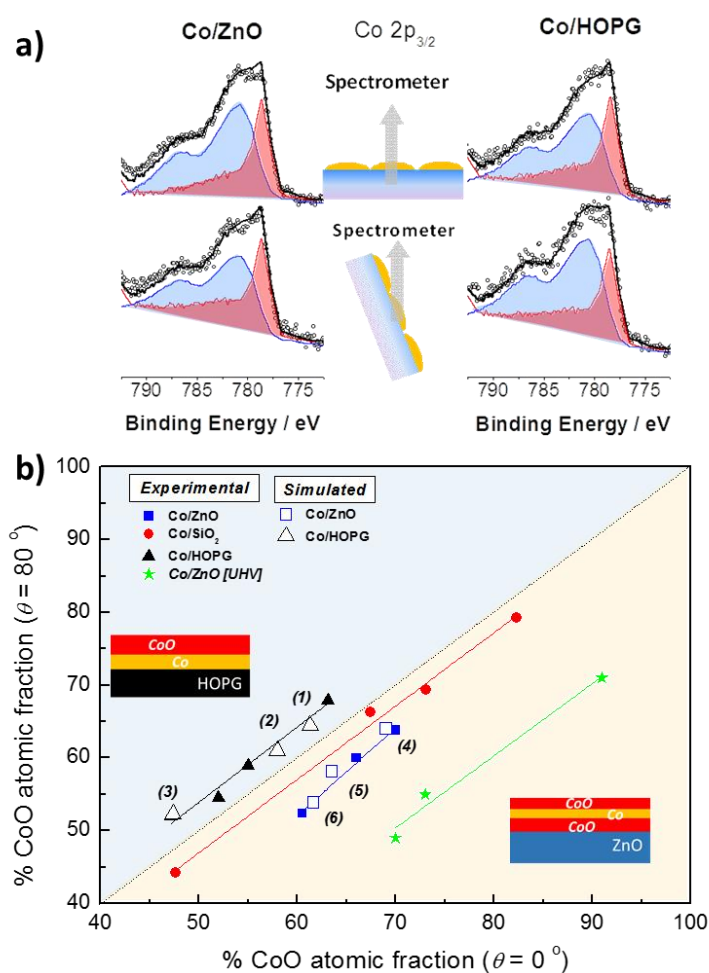 a)
Co/ZnO
Co 2p3/2
Co/HOPG
Spectrometer
Spectrometer
790 785 780 775
790 785 780 775
Binding Energy / eV
Binding Energy / eV
b)
100
90
80
70
60
50
40
% CoO atomic fraction (θ = 80 °)
Experimental
Simulated
Co/ZnO
Co/ZnO
Co/SiO2
Co/HOPG
Co/HOPG
Co/ZnO [UHV]
CoO
Co
HOPG
(1)
(2)
(3)
(4)
(5)
(6)
CoO
Co
CoO
ZnO
40 50 60 70 80 90 100
% CoO atomic fraction (θ = 0 °)